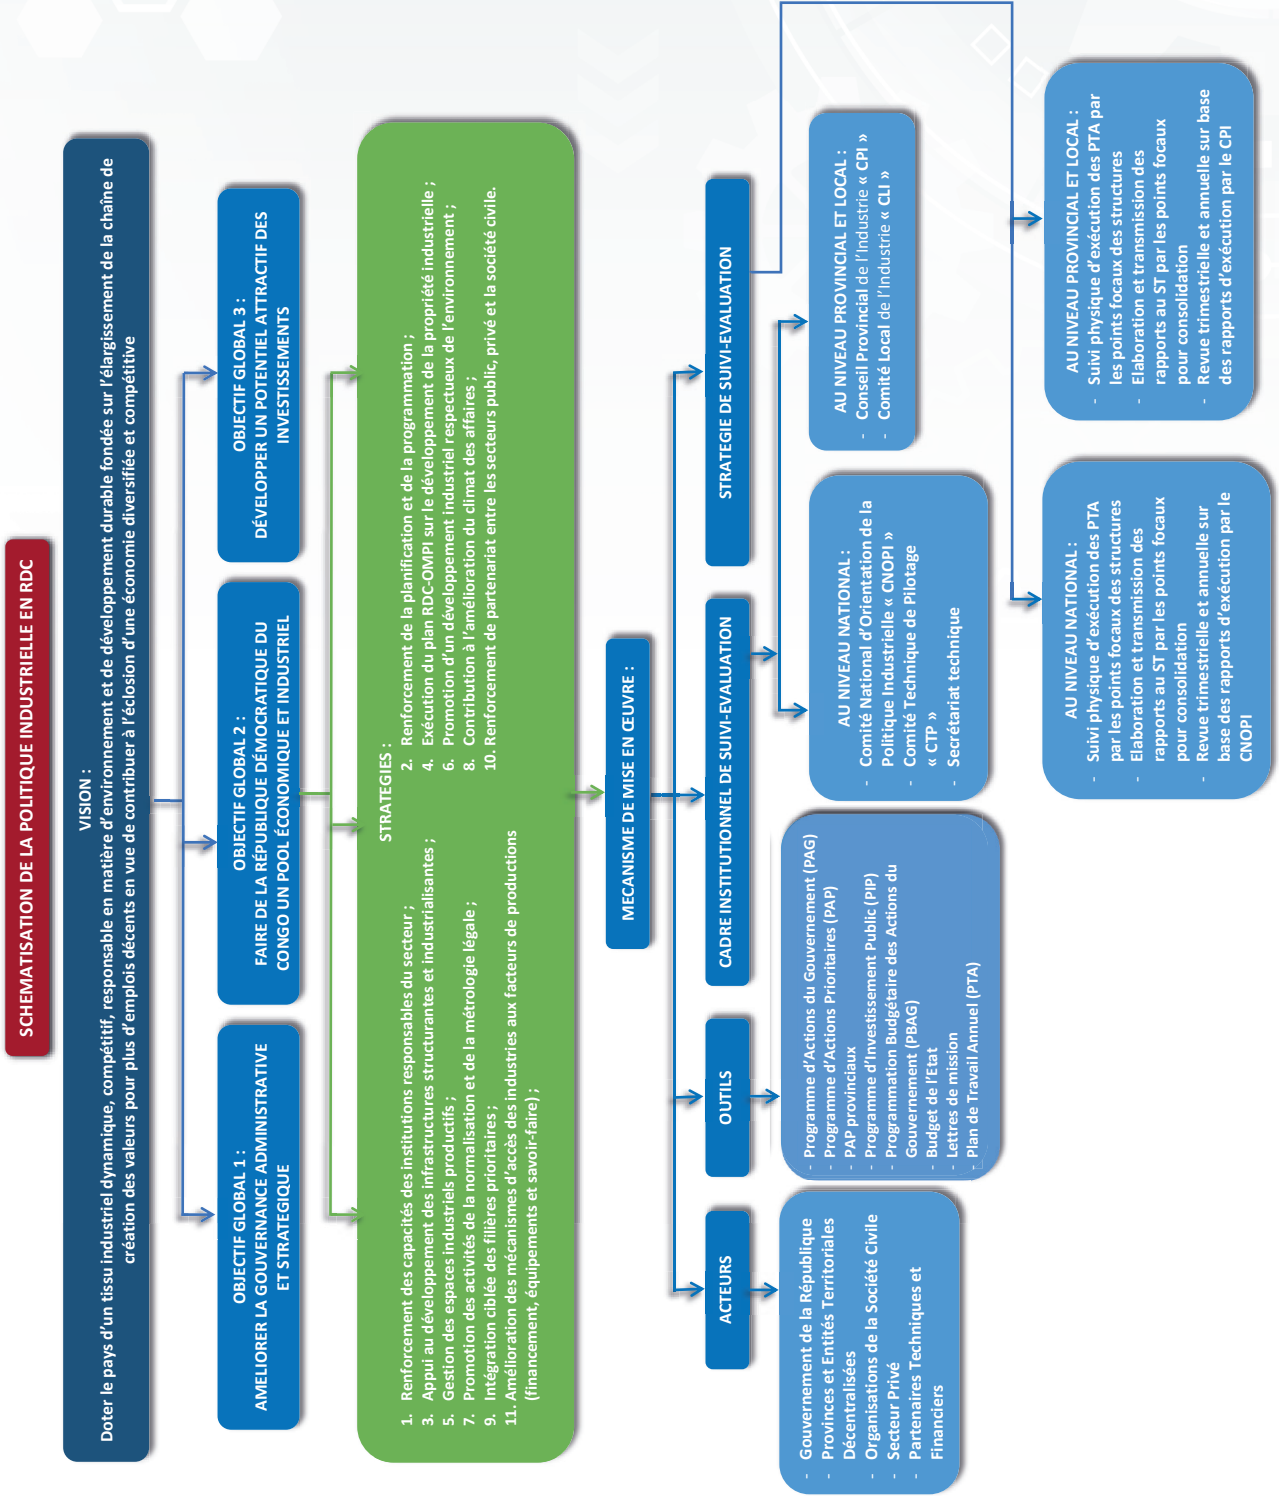 SCHEMATISATION DE LA POLITIQUE INDUSTRIELLE EN RDC
VISION :
Doter le pays d'un tissu industriel dynamique, compétitif, responsable en matière d'environnement et de développement durable fondée sur l'élargissement de la chaîne de
création des valeurs pour plus d'emplois décents en vue de contribuer à l'éclosion d'une économie diversifiée et compétitive
OBJECTIF GLOBAL 1 :
AMELIORER LA GOUVERNANCE ADMINISTRATIVE
ET STRATEGIQUE
OBJECTIF GLOBAL 2 :
FAIRE DE LA RÉPUBLIQUE DÉMOCRATIQUE DU
CONGO UN POOL ÉCONOMIQUE ET INDUSTRIEL
OBJECTIF GLOBAL 3 :
DÉVELOPPER UN POTENTIEL ATTRACTIF DES
INVESTISSEMENTS
STRATEGIES :
1. Renforcement des capacités des institutions responsables du secteur ;
3. Appui au développement des infrastructures structurantes et industrialisantes ;
5. Gestion des espaces industriels productifs ;
7. Promotion des activités de la normalisation et de la métrologie légale ;
9. Intégration ciblée des filières prioritaires ;
11. Amélioration des mécanismes d'accès des industries aux facteurs de productions
(financement, équipements et savoir-faire) ;
2. Renforcement de la planification et de la programmation ;
4. Exécution du plan RDC-OMPI sur le développement de la propriété industrielle ;
6. Promotion d'un développement industriel respectueux de l'environnement ;
8. Contribution à l'amélioration du climat des affaires ;
10. Renforcement de partenariat entre les secteurs public, privé et la société civile.
MECANISME DE MISE EN ŒUVRE :
ACTEURS
OUTILS
CADRE INSTITUTIONNEL DE SUIVI-EVALUATION
STRATEGIE DE SUIVI-EVALUATION
- Gouvernement de la République
- Provinces et Entités Territoriales
Décentralisées
- Organisations de la Société Civile
- Secteur Privé
- Partenaires Techniques et
Financiers
- Programme d'Actions du Gouvernement (PAG)
- Programme d'Actions Prioritaires (PAP)
- PAP provinciaux
- Programme d'Investissement Public (PIP)
- Programmation Budgétaire des Actions du
Gouvernement (PBAG)
- Budget de l'Etat
- Lettres de mission
- Plan de Travail Annuel (PTA)
AU NIVEAU NATIONAL :
- Comité National d'Orientation de la
Politique Industrielle « CNOPI »
- Comité Technique de Pilotage
« CTP »
- Secrétariat technique
AU NIVEAU PROVINCIAL ET LOCAL :
- Conseil Provincial de l'Industrie « CPI »
- Comité Local de l'Industrie « CLI »
AU NIVEAU NATIONAL :
- Suivi physique d'exécution des PTA
par les points focaux des structures
- Elaboration et transmission des
rapports au ST par les points focaux
pour consolidation
- Revue trimestrielle et annuelle sur
base des rapports d'exécution par le
CNOPI
AU NIVEAU PROVINCIAL ET LOCAL :
- Suivi physique d'exécution des PTA par
les points focaux des structures
- Elaboration et transmission des
rapports au ST par les points focaux
pour consolidation
- Revue trimestrielle et annuelle sur base
des rapports d'exécution par le CPI